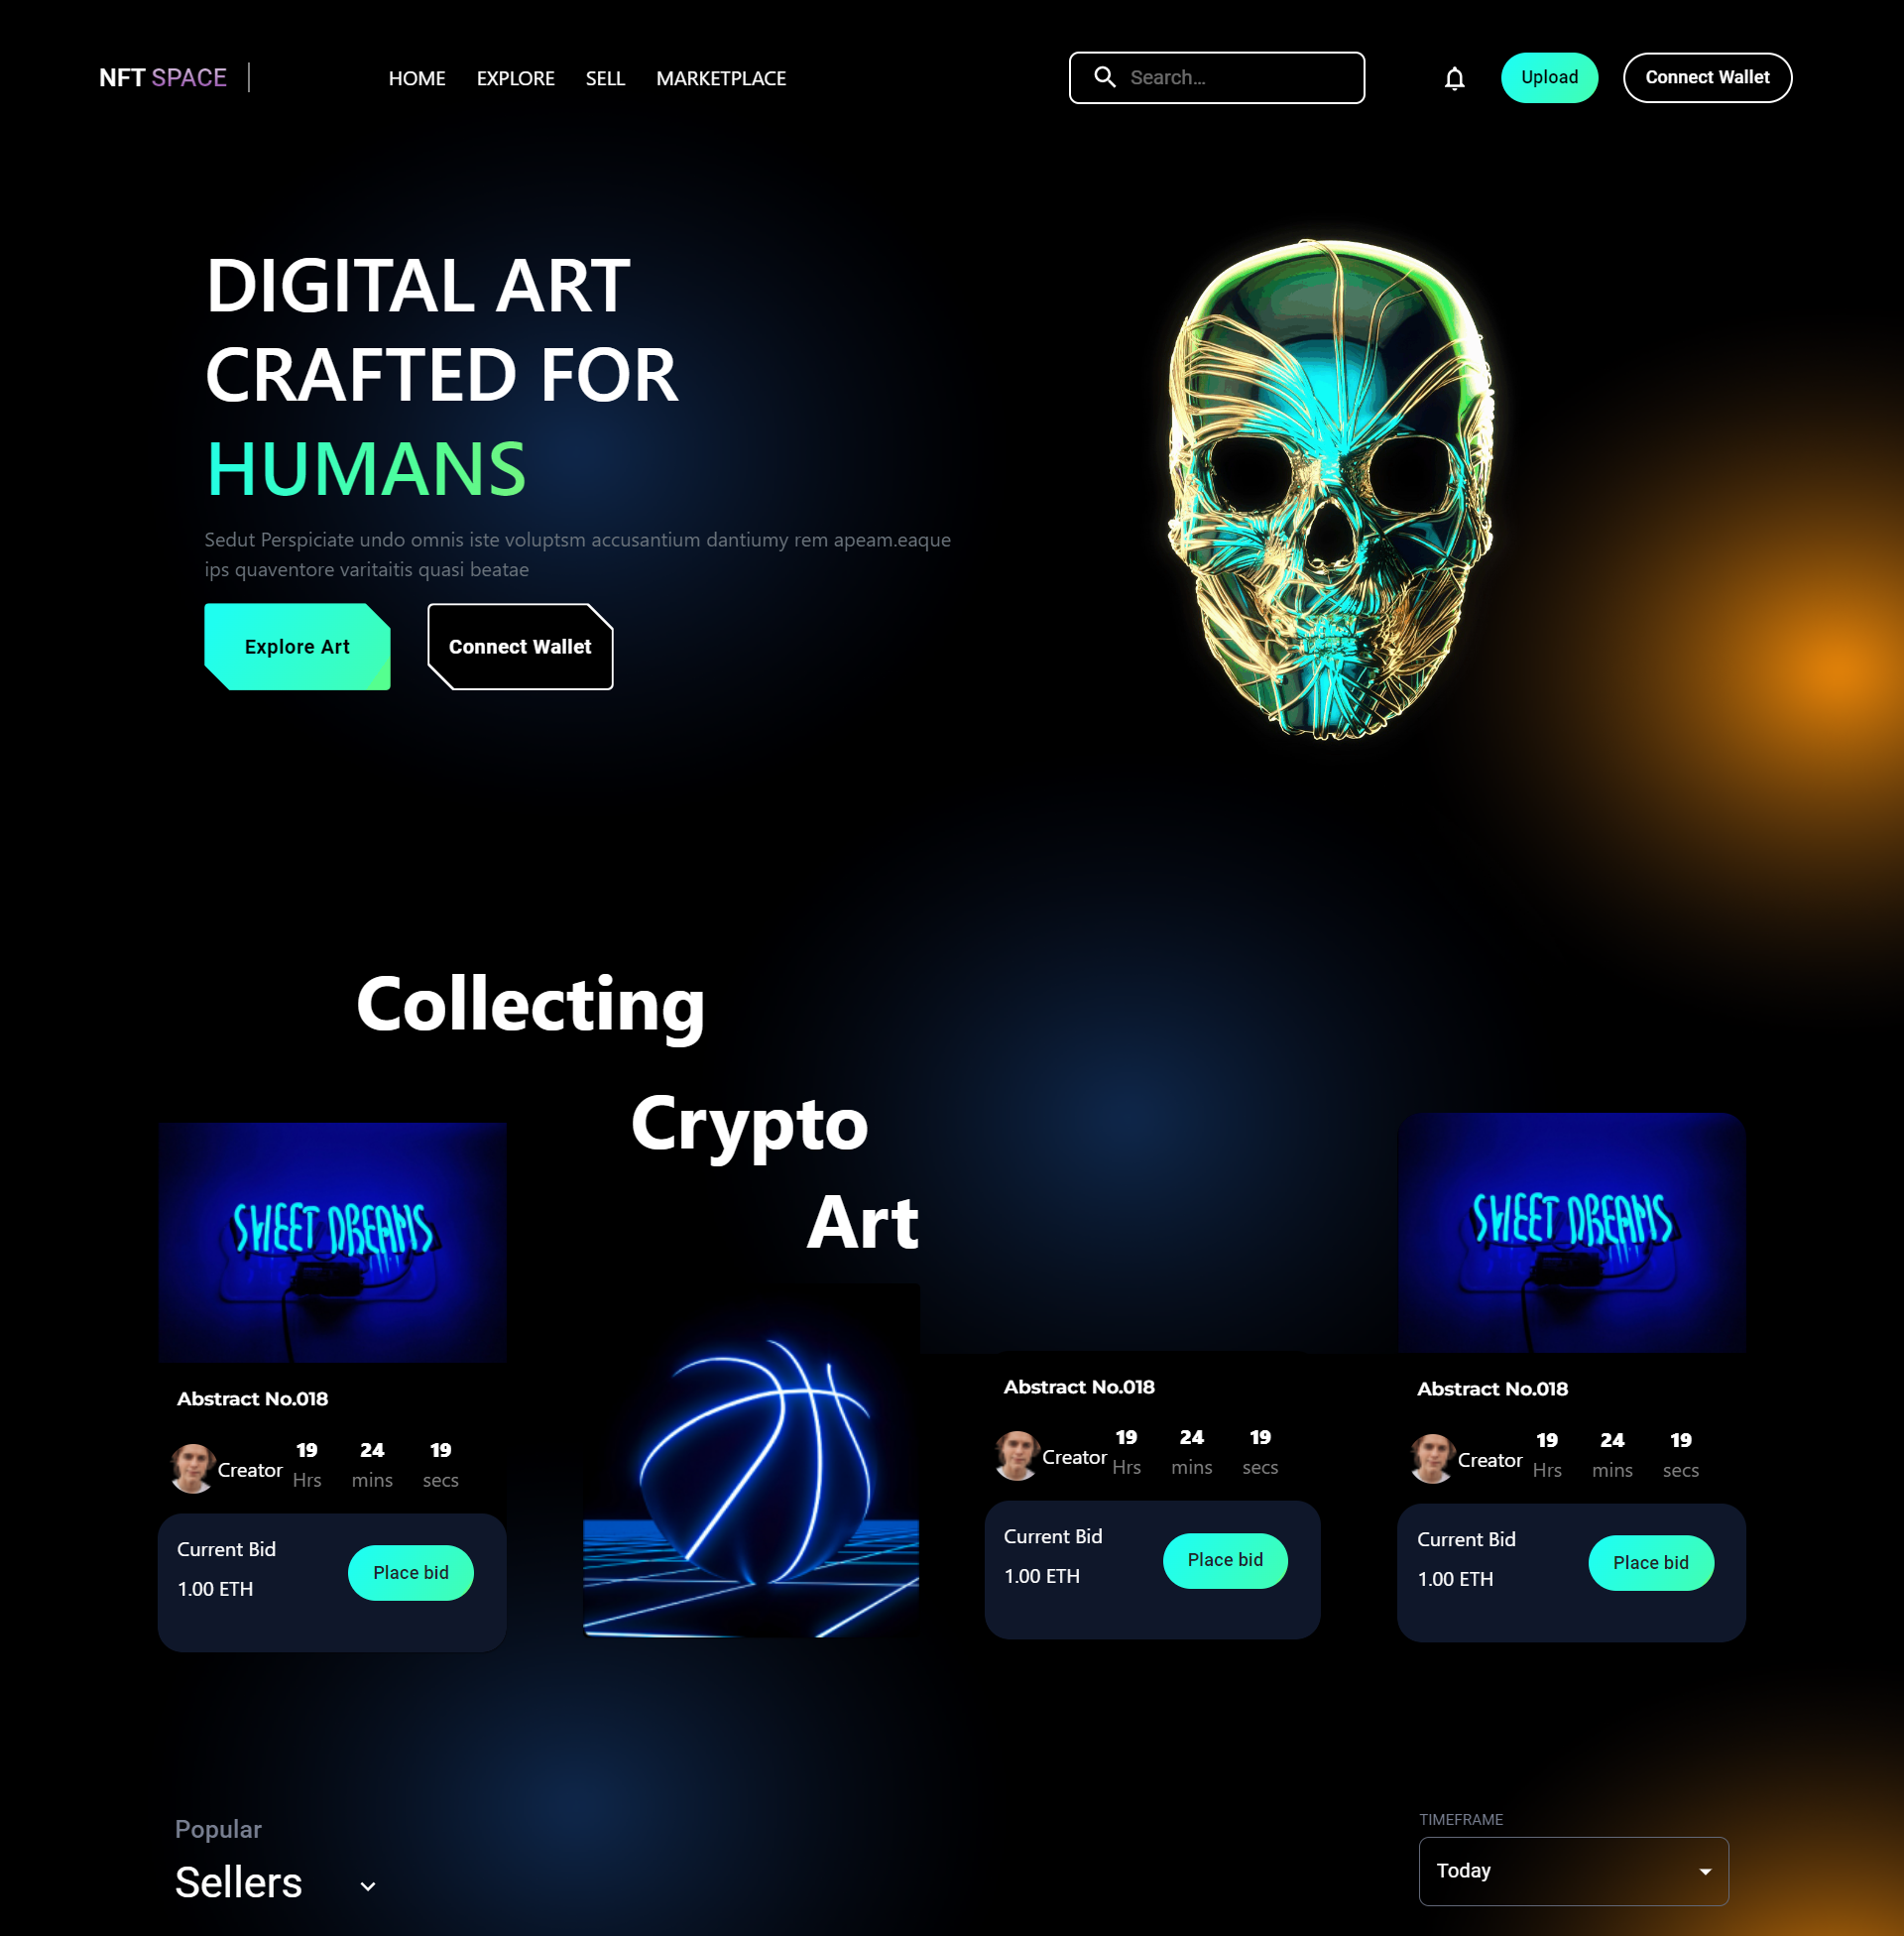 NFT SPACE
HOME EXPLORE SELL MARKETPLACE
Search...
Upload
Connect Wallet
DIGITAL ART
CRAFTED FOR
HUMANS
Sedut Perspiciate undo omnis iste voluptsm accusantium dantiumy rem apeam.eaque
ips quaventore varitaitis quasi beatae
Explore Art
Connect Wallet
Collecting
Crypto
Art
SWEET DREAMS
Abstract No.018
Creator
19 24 19
Hrs mins secs
Current Bid
1.00 ETH
Place bid
Abstract No.018
Creator
19 24 19
Hrs mins secs
Current Bid
1.00 ETH
Place bid
SWEET DREAMS
Abstract No.018
Creator
19 24 19
Hrs mins secs
Current Bid
1.00 ETH
Place bid
Popular
Sellers
TIMEFRAME
Today